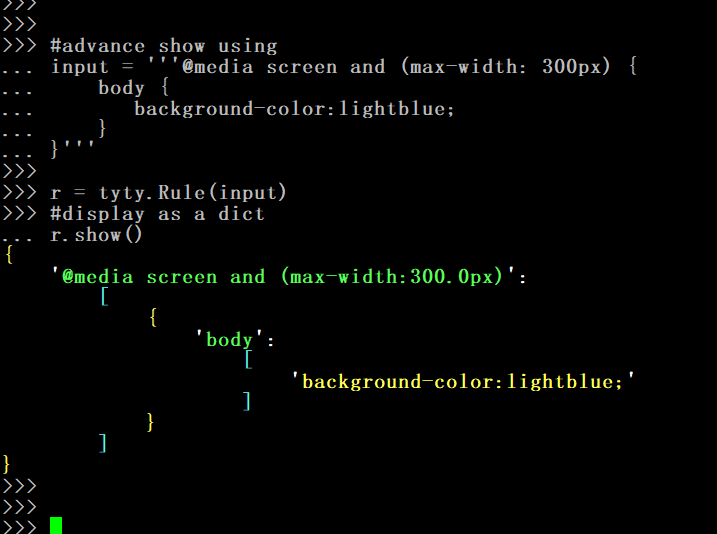 >>>
>>>
>>> #advance show using
... input = '''@media screen and (max-width: 300px) {
...     body {
...        background-color:lightblue;
...     }
... }'''
>>>
>>> r = tyty.Rule(input)
>>> #display as a dict
... r.show()
{
    '@media screen and (max-width:300.0px)':
        [
            {
                'body':
                    [
                        'background-color:lightblue;'
                    ]
            }
        ]
}
>>>
>>>
>>>